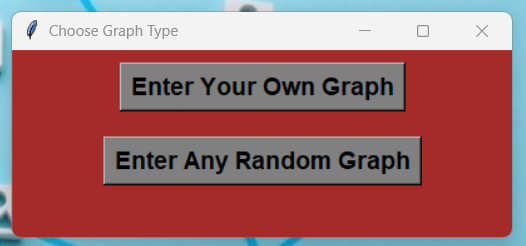 Choose Graph Type
Enter Your Own Graph
Enter Any Random Graph